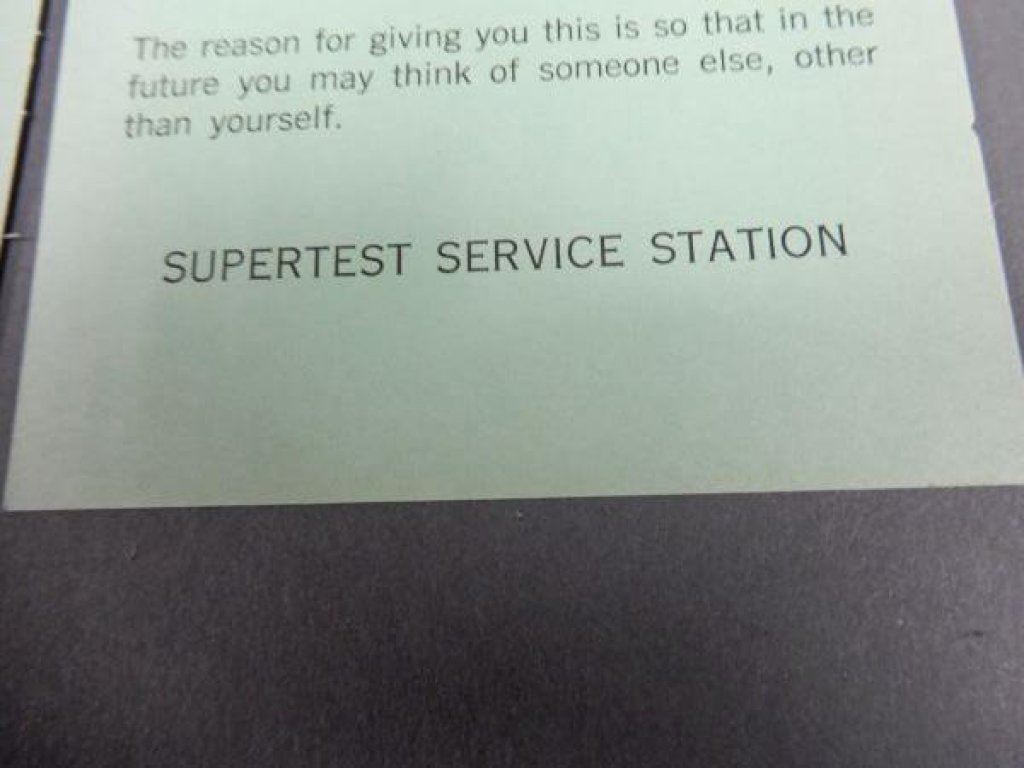 The reason for giving you this is so that in the
future you may think of someone else, other
than yourself.
SUPERTEST SERVICE STATION